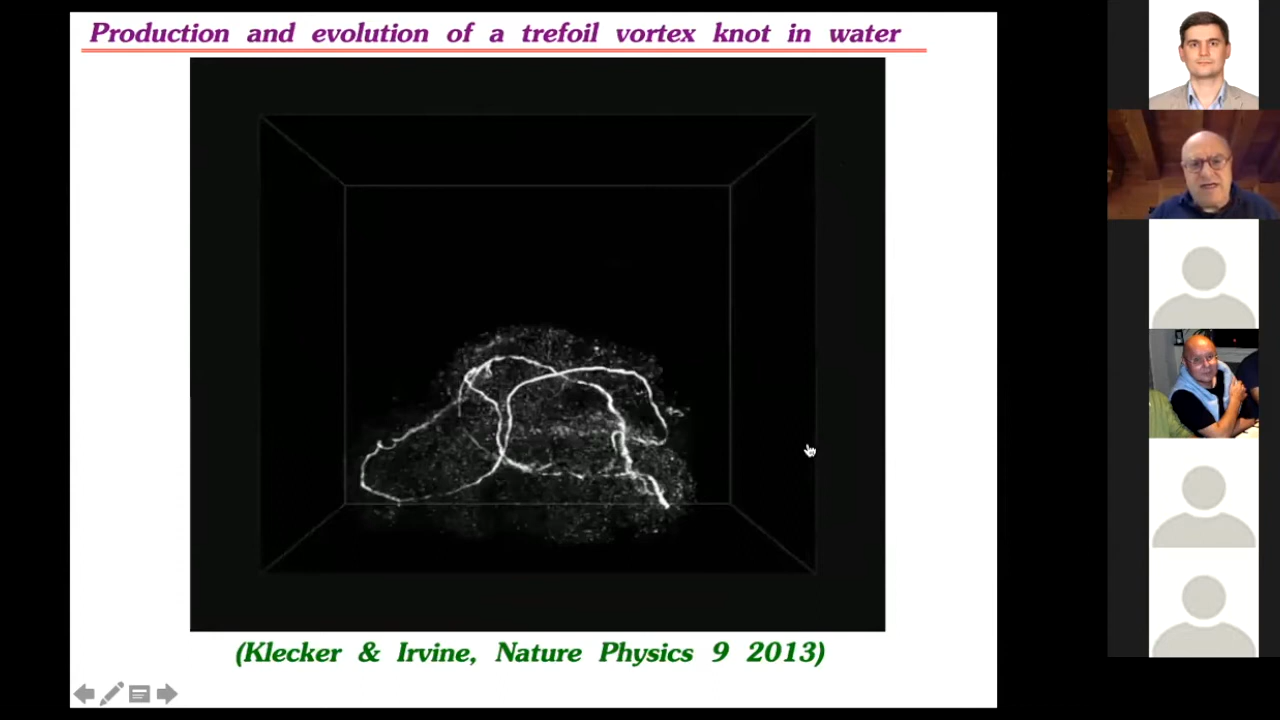 Production and evolution of a trefoil vortex knot in water
(Klecker & Irvine, Nature Physics 9 2013)